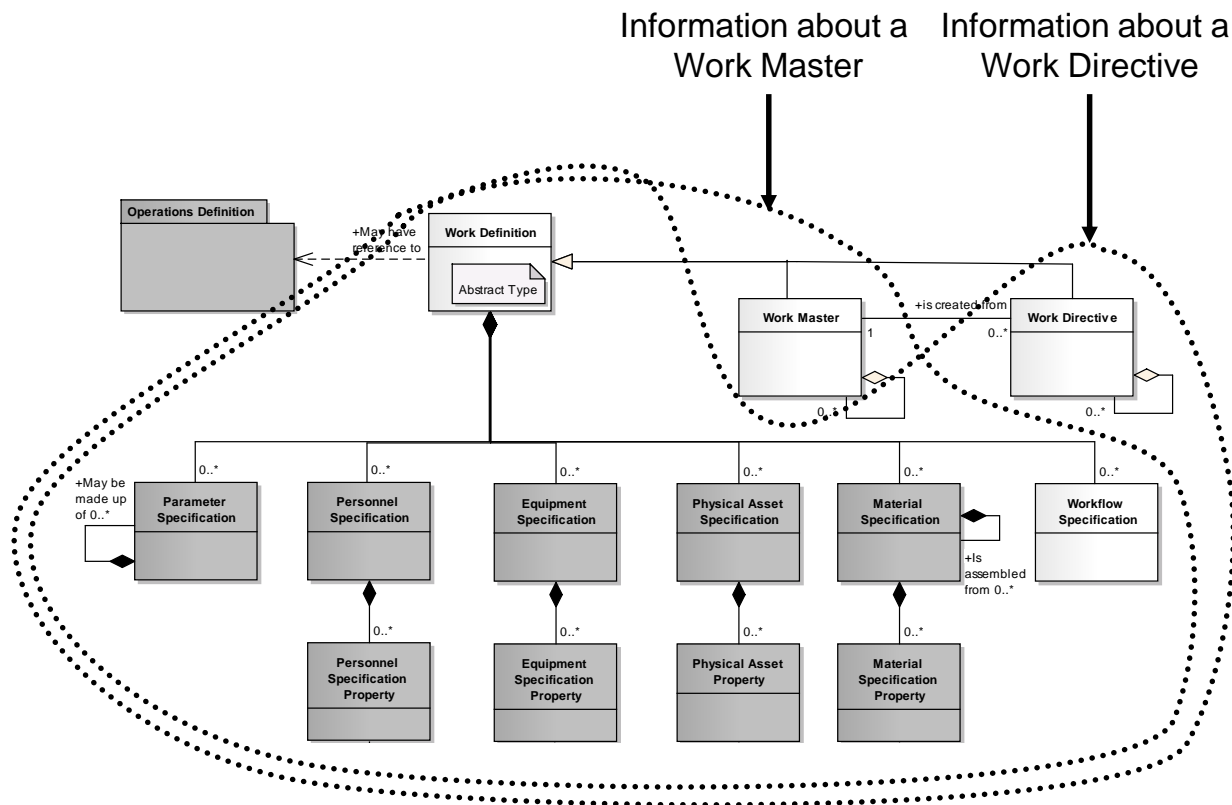 Information about a
Work Master
Information about a
Work Directive
Operations Definition
+May have
reference to
Work Definition
Abstract Type
Work Master
+is created from
1
0..*
Work Directive
0..*
0..*
0..*
0..*
0..*
0..*
0..*
0..*
+May be
made up
of 0..*
Parameter
Specification
Personnel
Specification
Equipment
Specification
Physical Asset
Specification
Material
Specification
Workflow
Specification
+Is
assembled
from 0..*
0..*
0..*
0..*
0..*
Personnel
Specification
Property
Equipment
Specification
Property
Physical Asset
Property
Material
Specification
Property